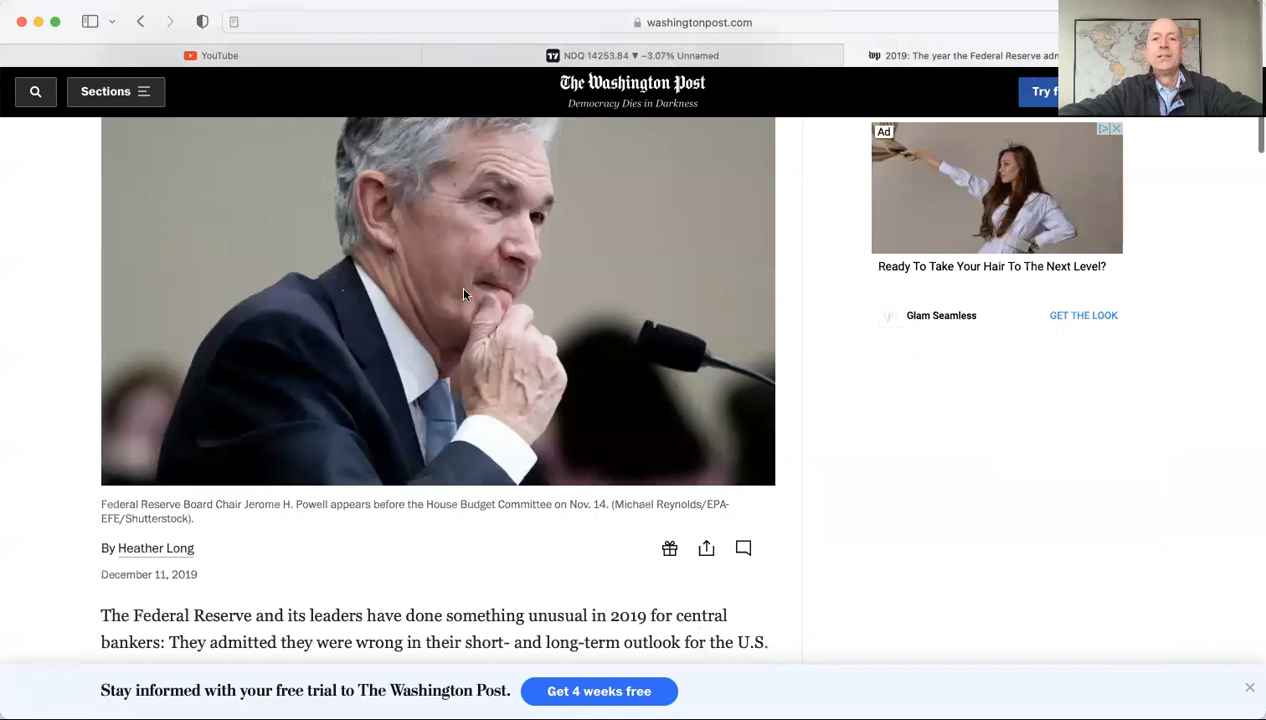 washingtonpost.com
YouTube
NDQ 14253.84 ▼ −3.07% Unnamed
wp 2019: The year the Federal Reserve adm
Sections
The Washington Post
Democracy Dies in Darkness
Try f
Ad
Ready To Take Your Hair To The Next Level?
Glam Seamless
GET THE LOOK
Federal Reserve Board Chair Jerome H. Powell appears before the House Budget Committee on Nov. 14. (Michael Reynolds/EPA-
EFE/Shutterstock).
By Heather Long
December 11, 2019
The Federal Reserve and its leaders have done something unusual in 2019 for central
bankers: They admitted they were wrong in their short- and long-term outlook for the U.S.
Stay informed with your free trial to The Washington Post.
Get 4 weeks free